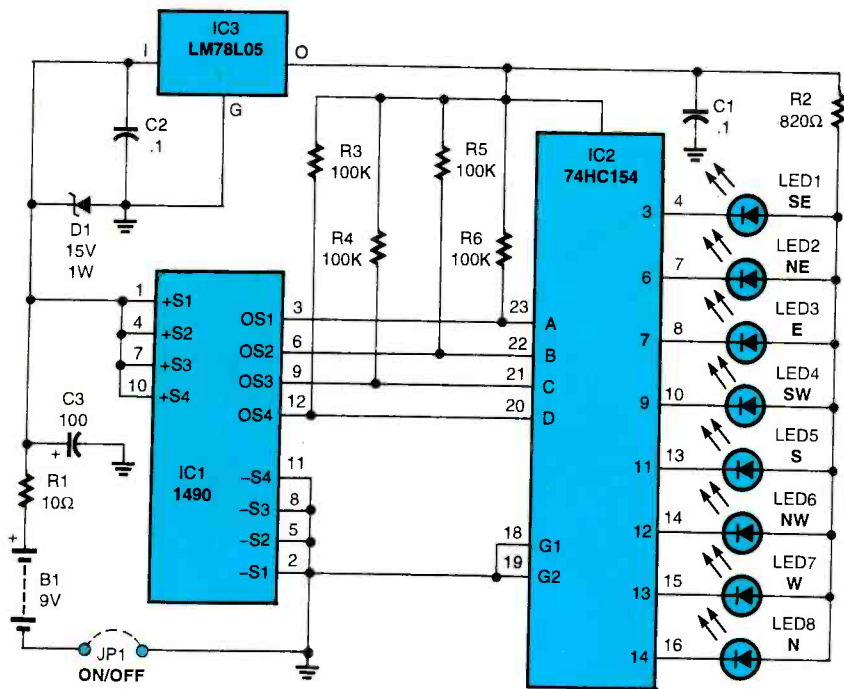 IC3
LM78L05
I
O
G
C2
.1
D1
15V
1W
C1
.1
R2
820Ω
R3
100K
R5
100K
R4
100K
R6
100K
IC2
74HC154
1
+S1
4
+S2
7
+S3
10
+S4
OS1
3
OS2
6
OS3
9
OS4
12
23
A
22
B
21
C
20
D
IC1
1490
–S4
11
–S3
8
–S2
5
–S1
2
18
G1
19
G2
C3
100
+
R1
10Ω
+
B1
9V
JP1
ON/OFF
3
4
LED1
SE
6
7
LED2
NE
7
8
LED3
E
9
10
LED4
SW
11
13
LED5
S
12
14
LED6
NW
13
15
LED7
W
14
16
LED8
N